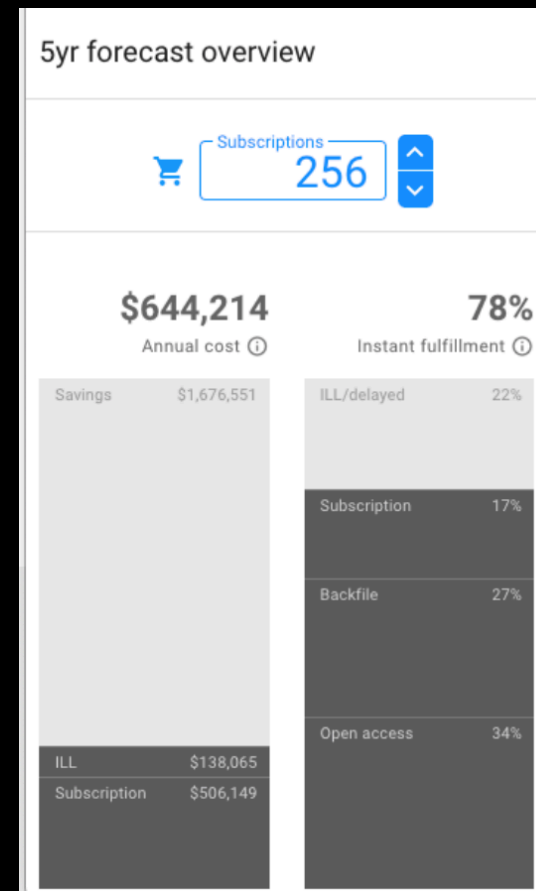 5yr forecast overview
Subscriptions
256
$644,214
Annual cost
Savings $1,676,551
ILL $138,065
Subscription $506,149
78%
Instant fulfillment
ILL/delayed 22%
Subscription 17%
Backfile 27%
Open access 34%